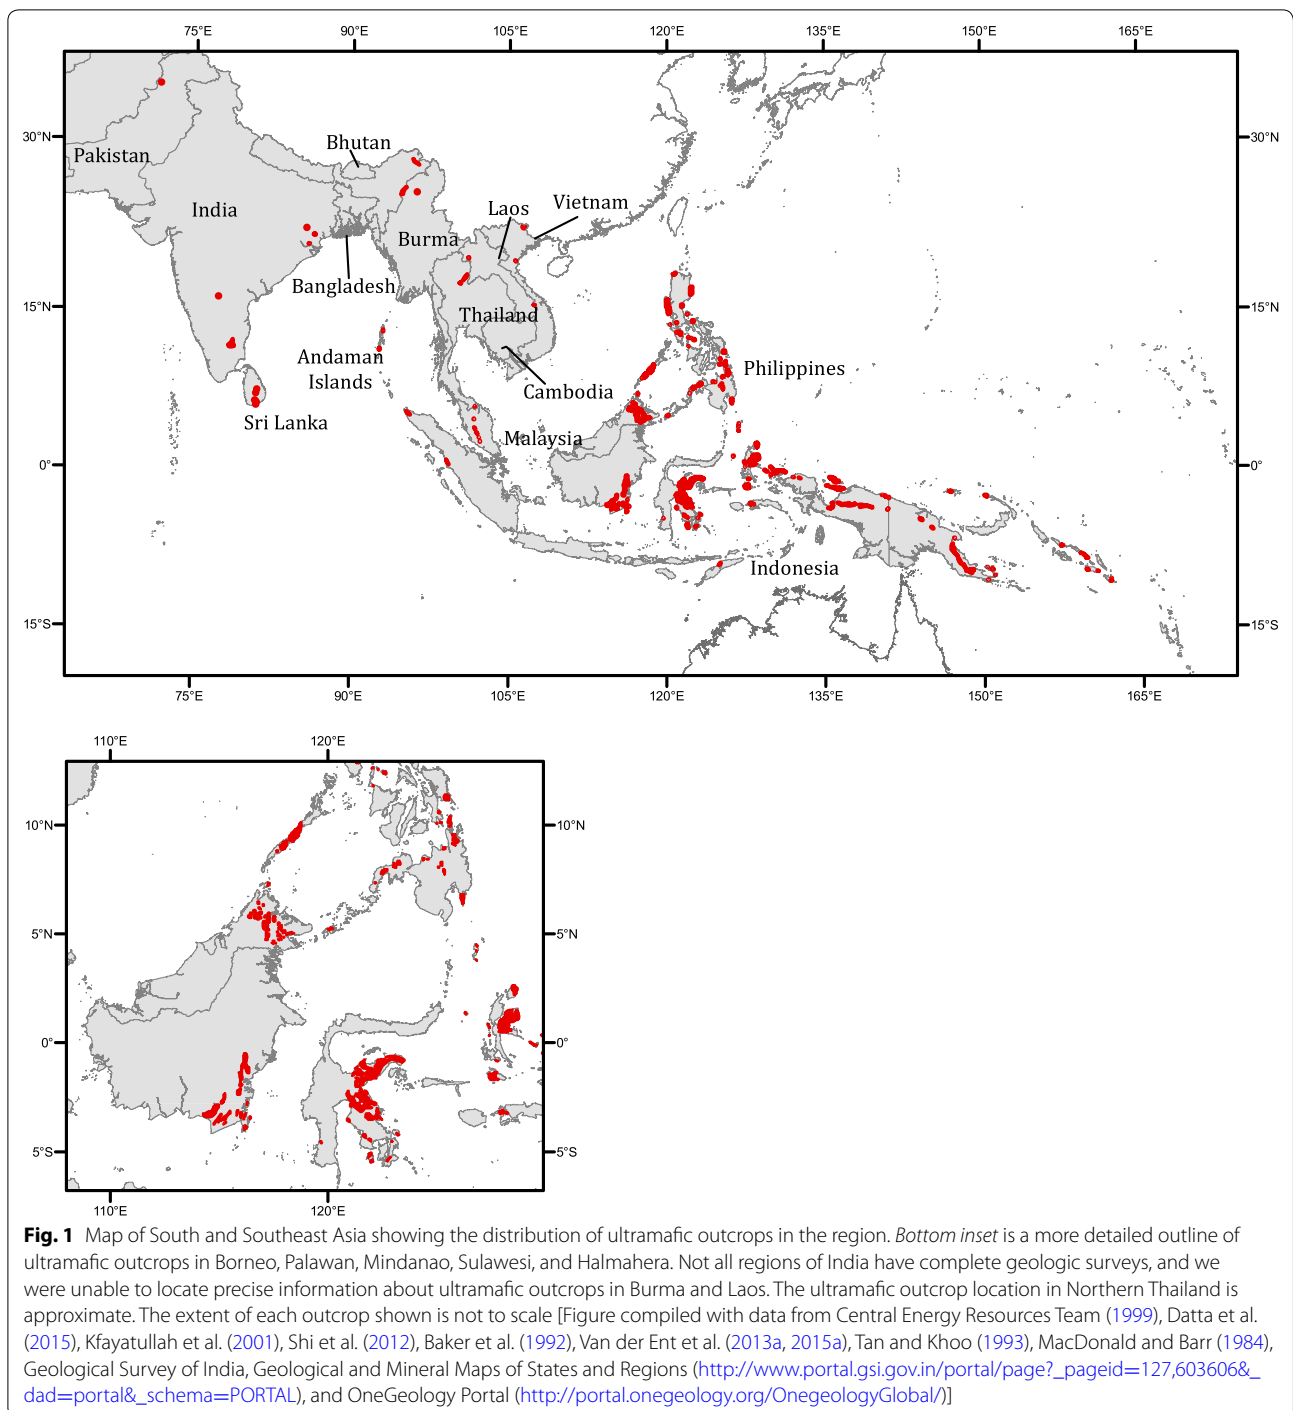 75°E 90°E 105°E 120°E 135°E 150°E 165°E
30°N 30°N
Bhutan
Pakistan
Laos Vietnam
India
Burma
Bangladesh
15°N 15°N
Thailand
Andaman
Islands
Philippines
Cambodia
Sri Lanka
Malaysia
0° 0°
Indonesia
15°S 15°S
75°E 90°E 105°E 120°E 135°E 150°E 165°E
110°E 120°E
10°N 10°N
5°N 5°N
0° 0°
5°S 5°S
110°E 120°E
Fig. 1 Map of South and Southeast Asia showing the distribution of ultramafic outcrops in the region. Bottom inset is a more detailed outline of
ultramafic outcrops in Borneo, Palawan, Mindanao, Sulawesi, and Halmahera. Not all regions of India have complete geologic surveys, and we
were unable to locate precise information about ultramafic outcrops in Burma and Laos. The ultramafic outcrop location in Northern Thailand is
approximate. The extent of each outcrop shown is not to scale [Figure compiled with data from Central Energy Resources Team (1999), Datta et al.
(2015), Kfayatullah et al. (2001), Shi et al. (2012), Baker et al. (1992), Van der Ent et al. (2013a, 2015a), Tan and Khoo (1993), MacDonald and Barr (1984),
Geological Survey of India, Geological and Mineral Maps of States and Regions (http://www.portal.gsi.gov.in/portal/page?_pageid=127,603606&_
dad=portal&_schema=PORTAL), and OneGeology Portal (http://portal.onegeology.org/OnegeologyGlobal/)]